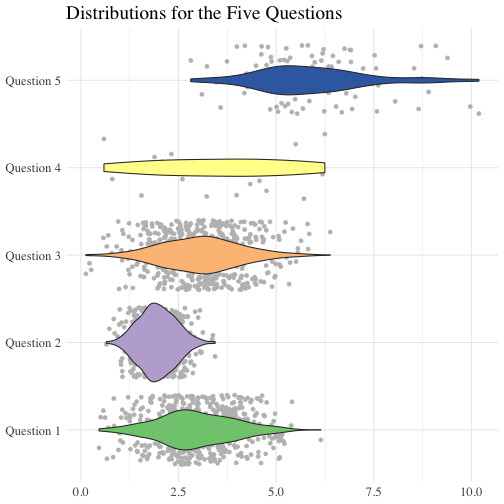 Distributions for the Five Questions
Question 5
Question 4
Question 3
Question 2
Question 1
0.0 2.5 5.0 7.5 10.0